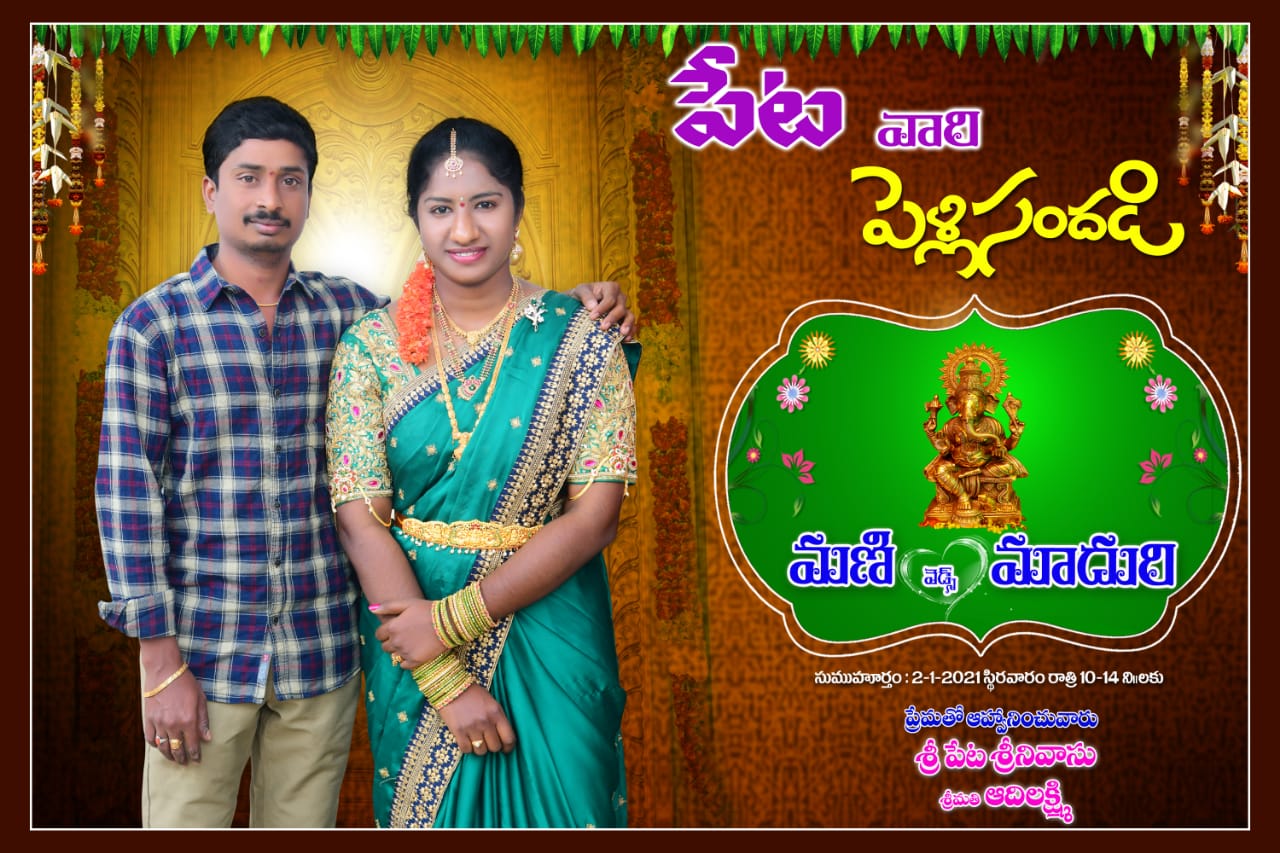 పేట వారి
పెళ్లిసందడి
మణి వెడ్స్ మాదురి
సుముహూర్తం : 2-1-2021 స్థిరవారం రాత్రి 10-14 ని॥లకు
ప్రేమతో ఆహ్వానించువారు
శ్రీ పేట శ్రీనివాసు
శ్రీమతి ఆదిలక్ష్మి